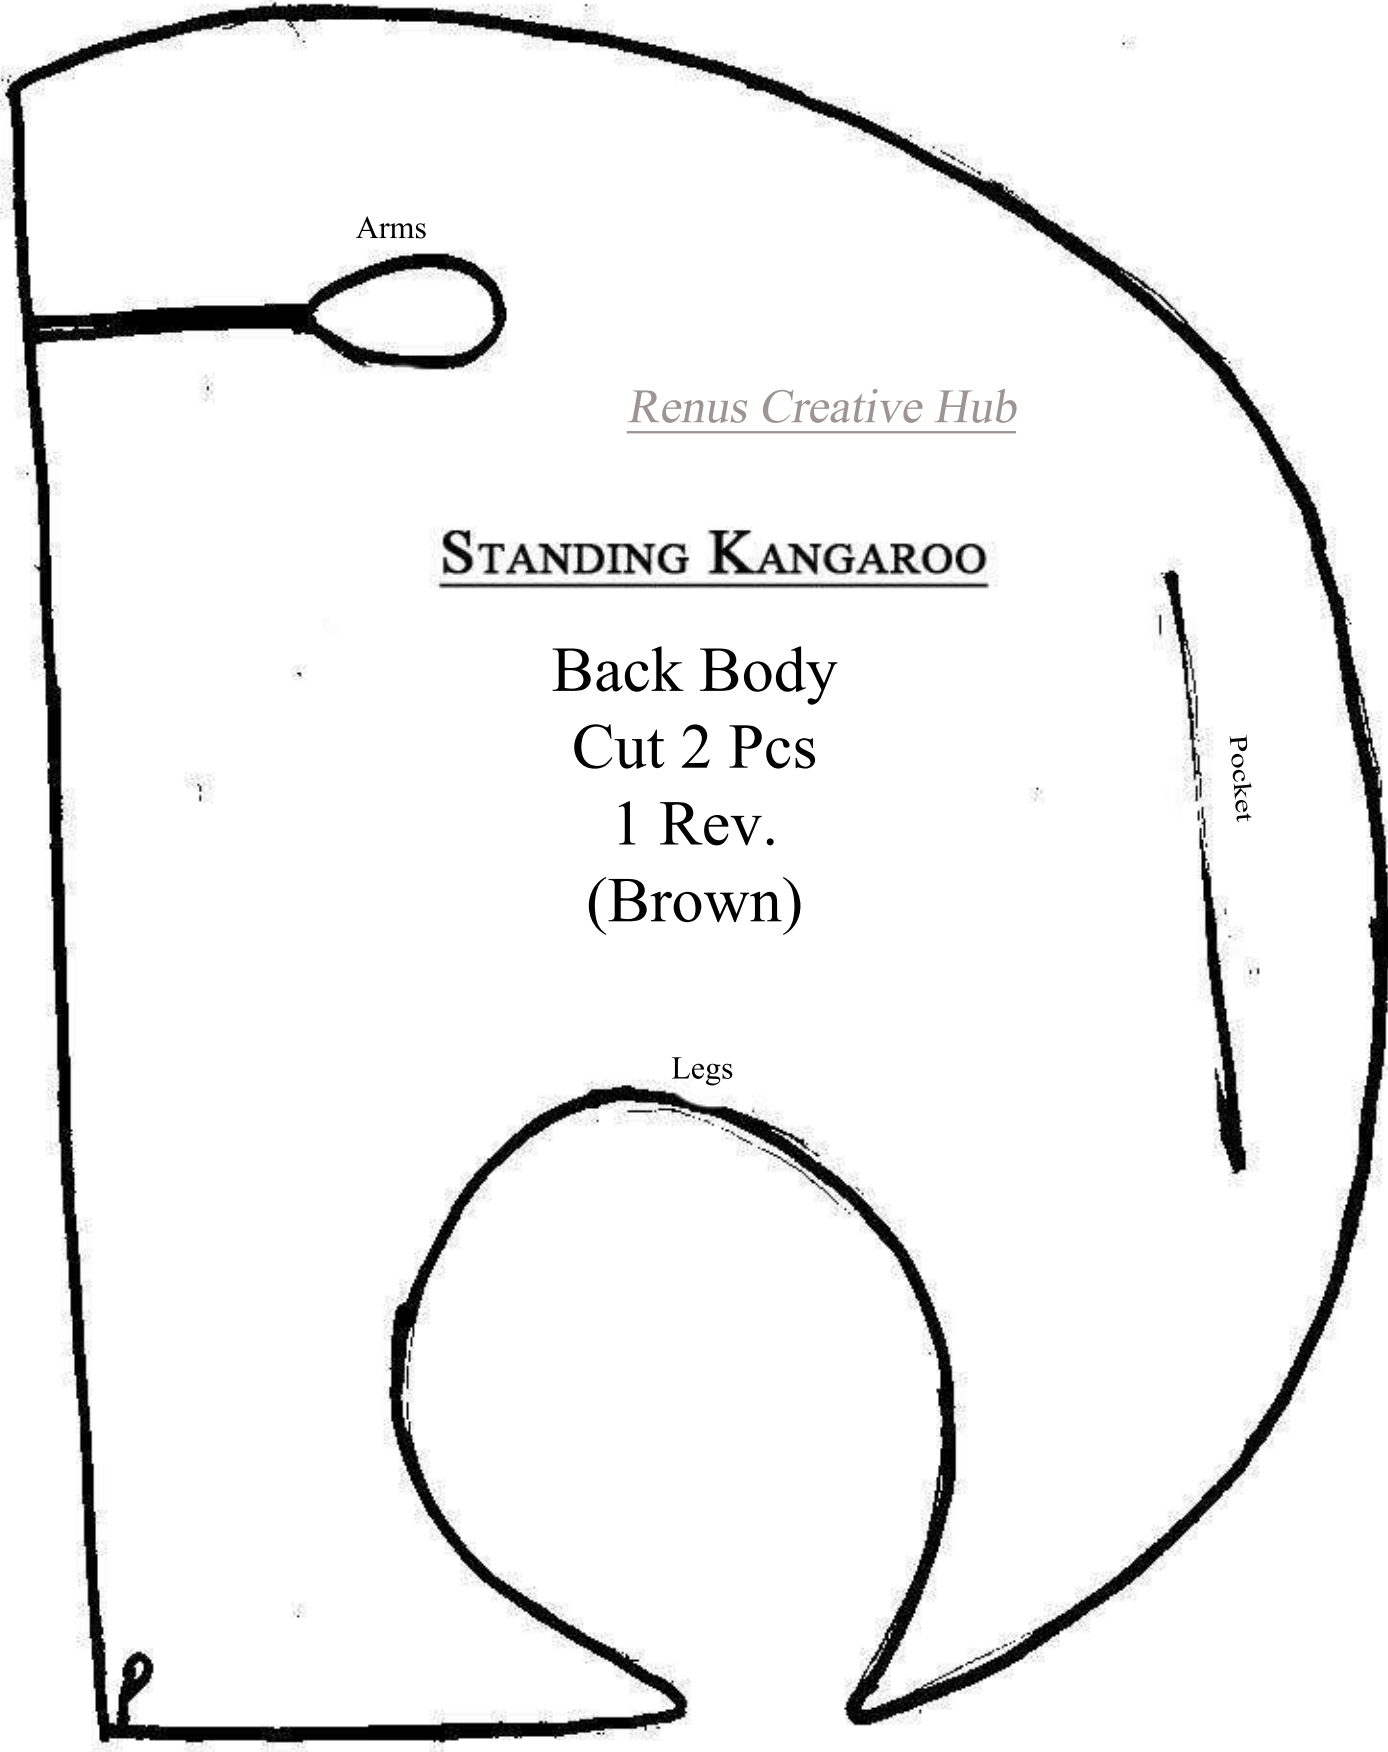 Arms
Renus Creative Hub
STANDING KANGAROO
Back Body
Cut 2 Pcs
1 Rev.
(Brown)
Pocket
Legs
P